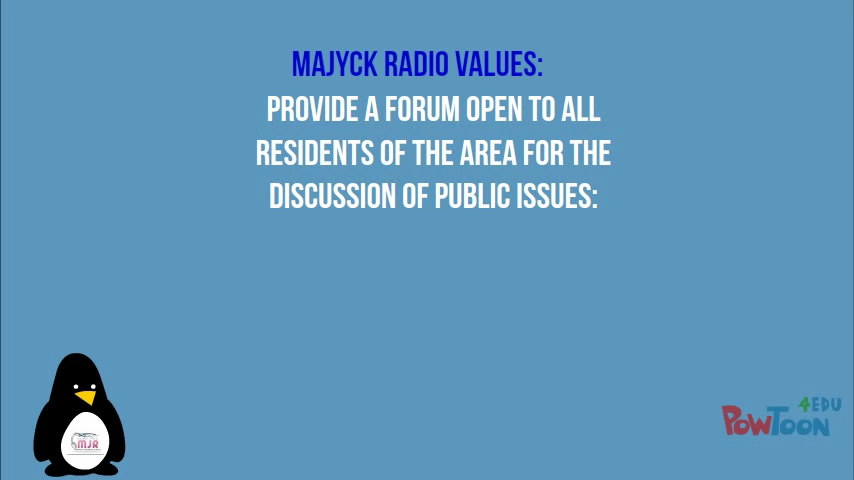 MAJYCK RADIO VALUES:
PROVIDE A FORUM OPEN TO ALL
RESIDENTS OF THE AREA FOR THE
DISCUSSION OF PUBLIC ISSUES:
MJR
4EDU
POWTOON